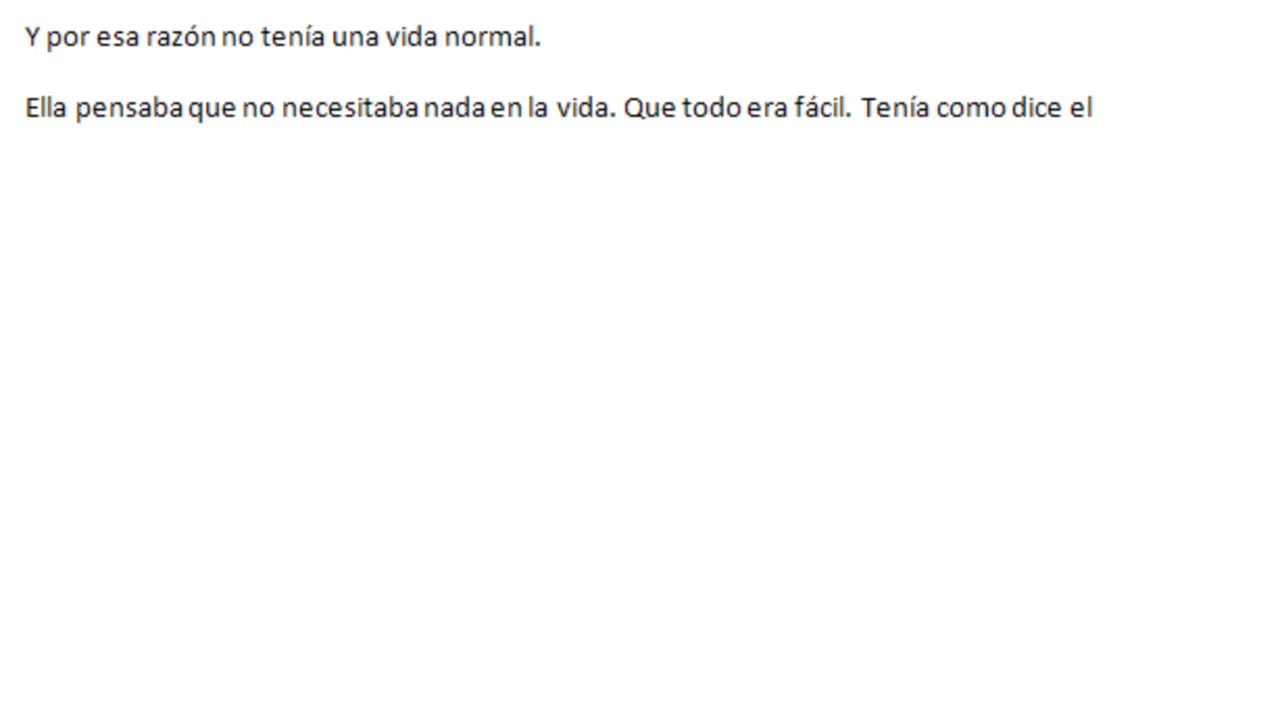 Y por esa razón no tenía una vida normal.
Ella pensaba que no necesitaba nada en la vida. Que todo era fácil. Tenía como dice el